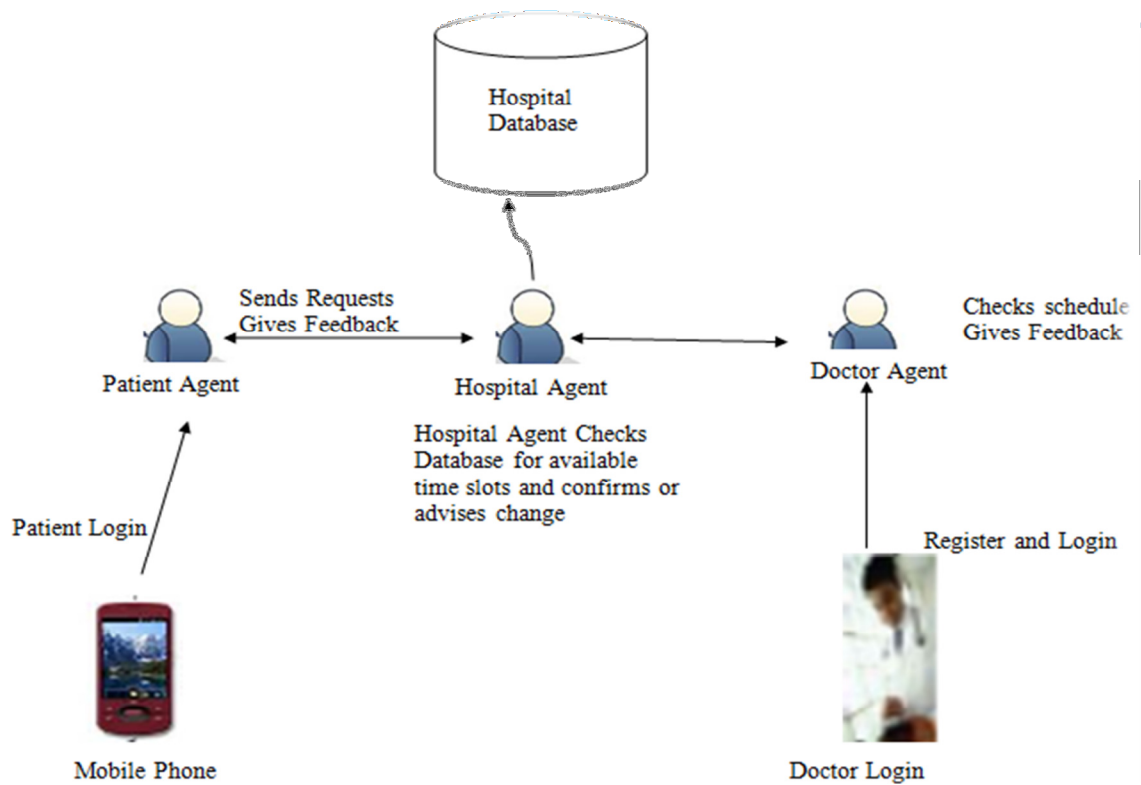 Hospital
Database
Sends Requests
Gives Feedback
Checks schedule
Gives Feedback
Patient Agent
Hospital Agent
Doctor Agent
Hospital Agent Checks
Database for available
time slots and confirms or
advises change
Patient Login
Register and Login
Mobile Phone
Doctor Login